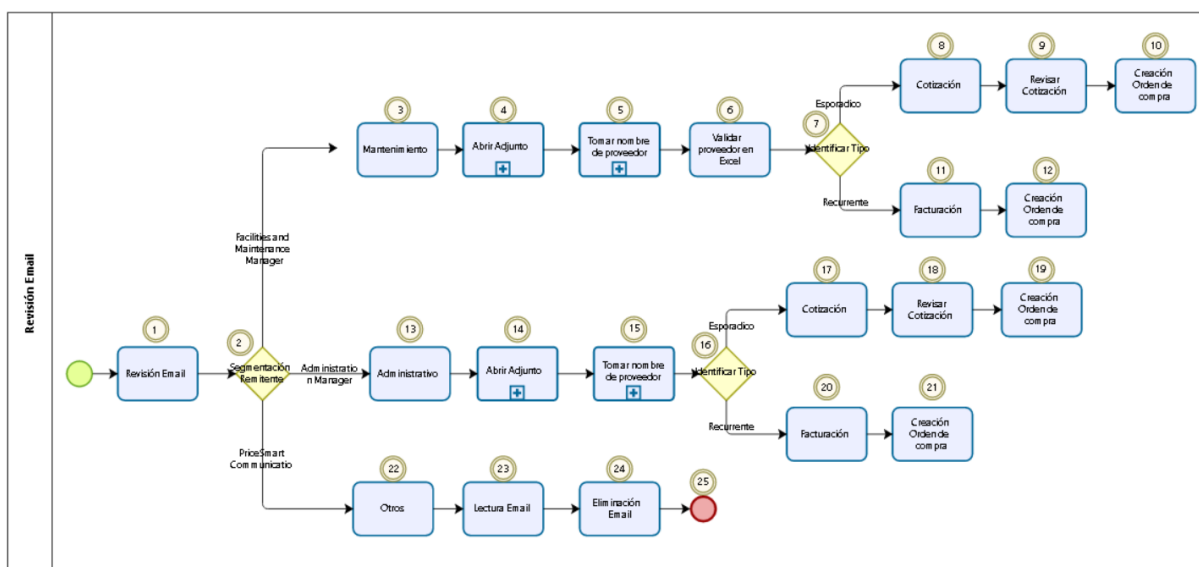 Revisión Email
1
Revisión Email
2
Segmentación
Remitente
Facilities and
Maintenance
Manager
3
Mantenimiento
4
Abrir Adjunto
5
Tomar nombre
de proveedor
6
Validar
proveedor en
Excel
7
Identificar Tipo
Esporadico
8
Cotización
9
Revisar
Cotización
10
Creación
Orden de
compra
Recurrente
11
Facturación
12
Creación
Orden de
compra
Administratio
n Manager
13
Administrativo
14
Abrir Adjunto
15
Tomar nombre
de proveedor
16
Identificar Tipo
Esporadico
17
Cotización
18
Revisar
Cotización
19
Creación
Orden de
compra
Recurrente
20
Facturación
21
Creación
Orden de
compra
PriceSmart
Communicatio
22
Otros
23
Lectura Email
24
Eliminación
Email
25